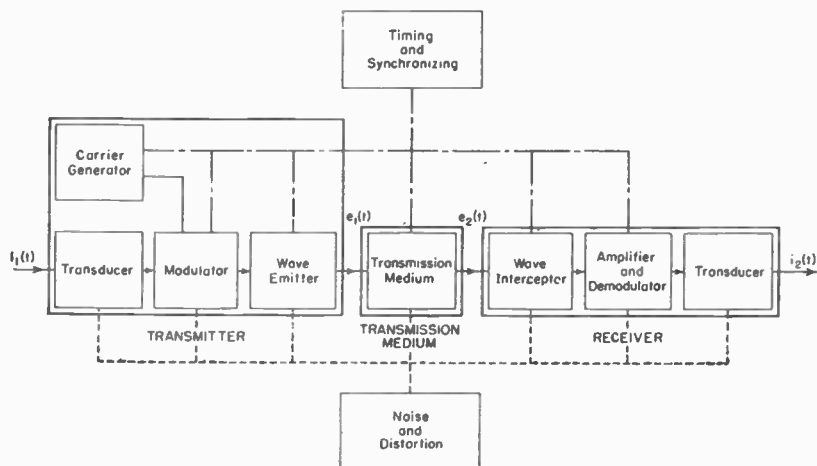 Timing
and
Synchronizing
Carrier
Generator
e₁(t)
e₂(t)
f₁(t)
Transducer
Modulator
Wave
Emitter
Transmission
Medium
Wave
Interceptor
Amplifier
and
Demodulator
Transducer
i₂(t)
TRANSMITTER
TRANSMISSION
MEDIUM
RECEIVER
Noise
and
Distortion